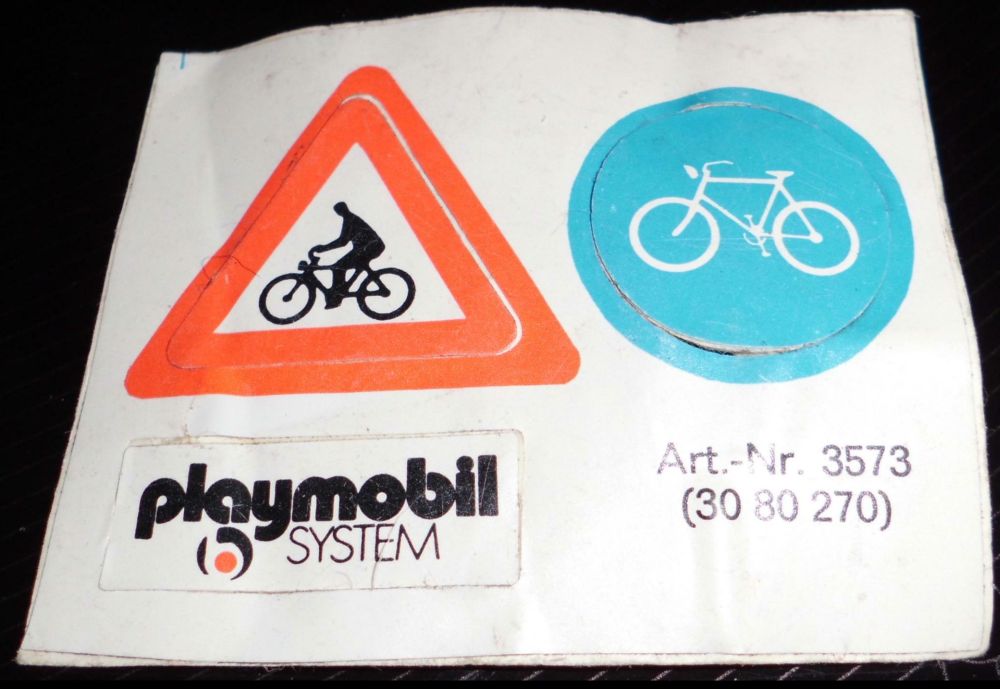 playmobil
SYSTEM
Art.-Nr. 3573
(30 80 270)